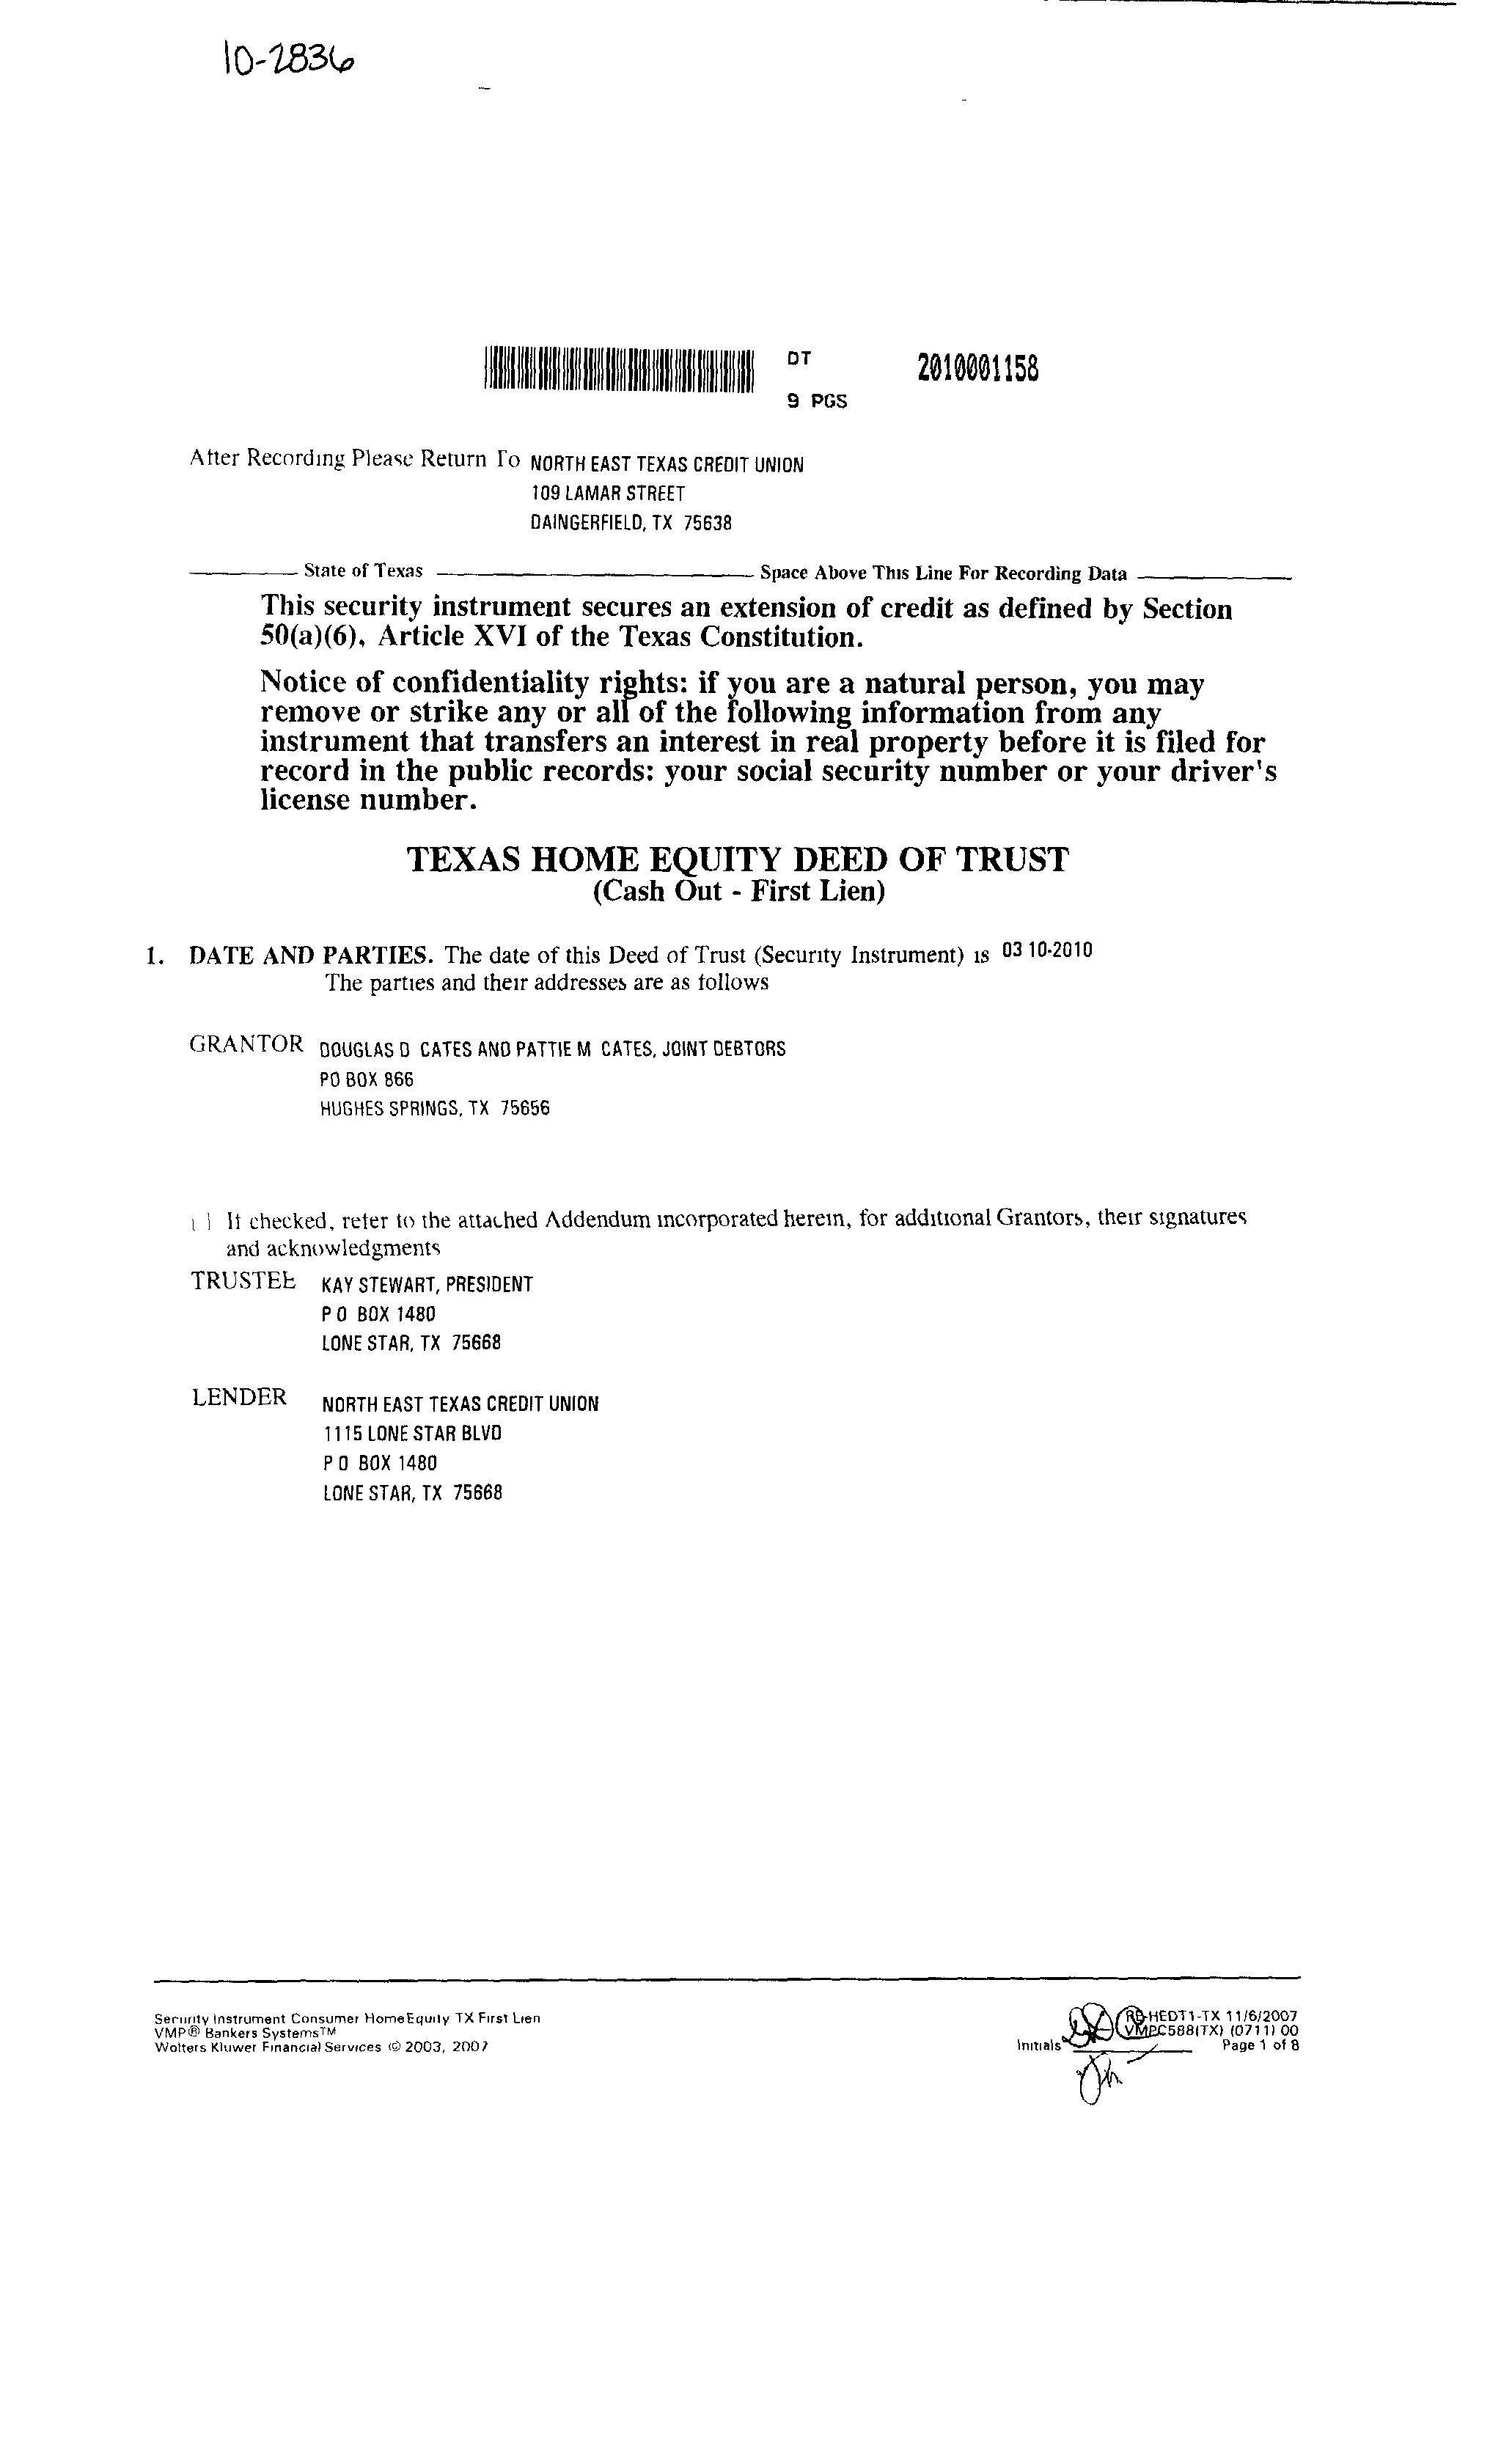 10-2836
DT
2010001158
9 PGS
After Recording Please Return To NORTH EAST TEXAS CREDIT UNION
109 LAMAR STREET
DAINGERFIELD, TX 75638
State of Texas Space Above This Line For Recording Data
This security instrument secures an extension of credit as defined by Section
50(a)(6), Article XVI of the Texas Constitution.
Notice of confidentiality rights: if you are a natural person, you may
remove or strike any or all of the following information from any
instrument that transfers an interest in real property before it is filed for
record in the public records: your social security number or your driver's
license number.
TEXAS HOME EQUITY DEED OF TRUST
(Cash Out - First Lien)
1. DATE AND PARTIES. The date of this Deed of Trust (Security Instrument) is 03 10-2010
The parties and their addresses are as follows
GRANTOR DOUGLAS D CATES AND PATTIE M CATES, JOINT DEBTORS
PO BOX 866
HUGHES SPRINGS, TX 75656
[ ] If checked, refer to the attached Addendum incorporated herein, for additional Grantors, their signatures
and acknowledgments
TRUSTEE KAY STEWART, PRESIDENT
P O BOX 1480
LONE STAR, TX 75668
LENDER NORTH EAST TEXAS CREDIT UNION
1115 LONE STAR BLVD
P O BOX 1480
LONE STAR, TX 75668
Security Instrument Consumer HomeEquity TX First Lien
VMP® Bankers Systems™
Wolters Kluwer Financial Services © 2003, 2007
HEDT1-TX 11/6/2007
VMPC588(TX) (0711) 00
Initials Page 1 of 8